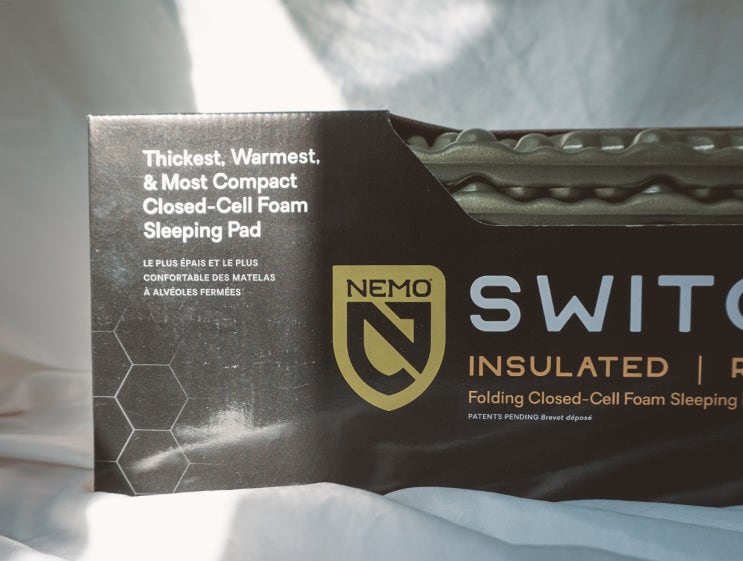 Thickest, Warmest,
& Most Compact
Closed-Cell Foam
Sleeping Pad
LE PLUS ÉPAIS ET LE PLUS
CONFORTABLE DES MATELAS
À ALVÉOLES FERMÉES
NEMO
SWITC
INSULATED | R
Folding Closed-Cell Foam Sleeping
PATENTS PENDING Brevet déposé